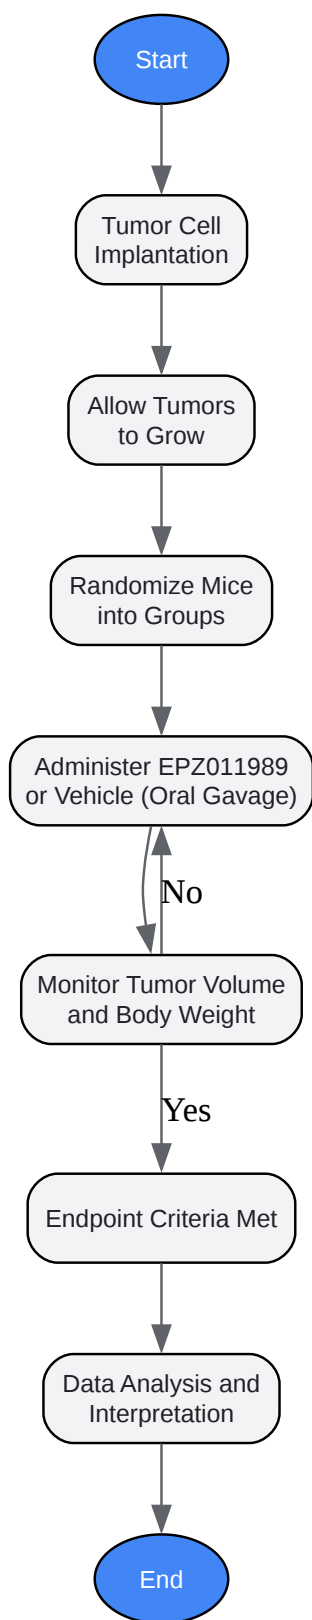 Start
Tumor Cell
Implantation
Allow Tumors
to Grow
Randomize Mice
into Groups
Administer EPZ011989
or Vehicle (Oral Gavage)
No
Monitor Tumor Volume
and Body Weight
Yes
Endpoint Criteria Met
Data Analysis and
Interpretation
End